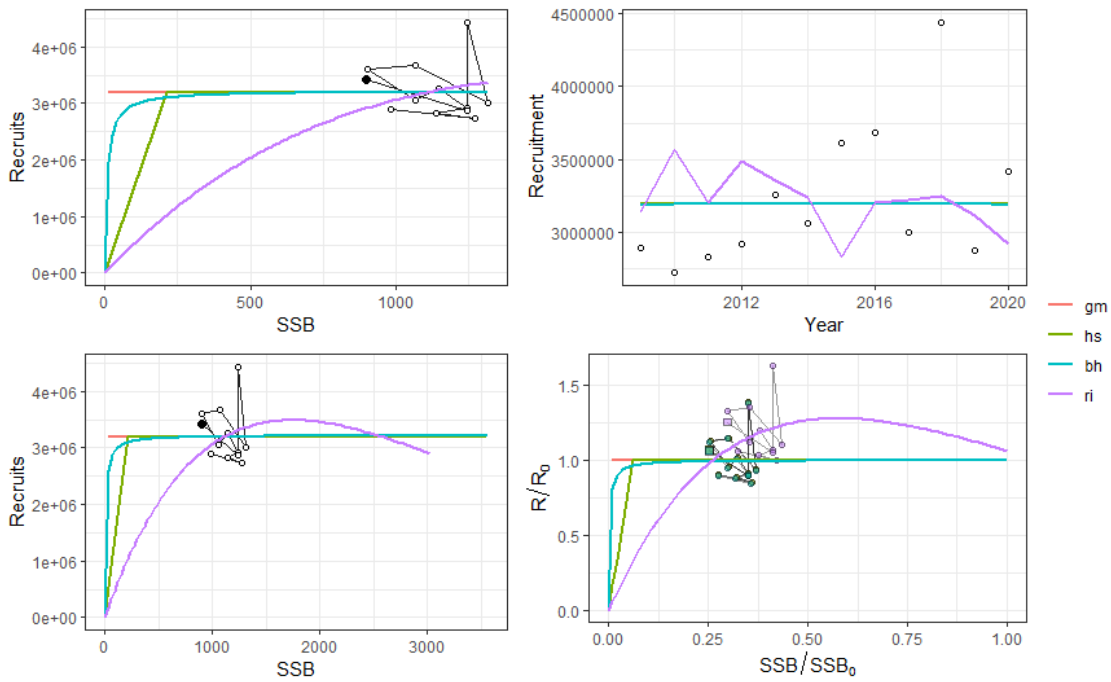 4e+06
3e+06
2e+06
1e+06
0e+00
Recruits
0
500
1000
SSB
4500000
4000000
3500000
3000000
Recruitment
2012
2016
2020
Year
gm
hs
bh
ri
4e+06
3e+06
2e+06
1e+06
0e+00
Recruits
0
1000
2000
3000
SSB
1.5
1.0
0.5
0.0
R/R₀
0.00
0.25
0.50
0.75
1.00
SSB/SSB₀